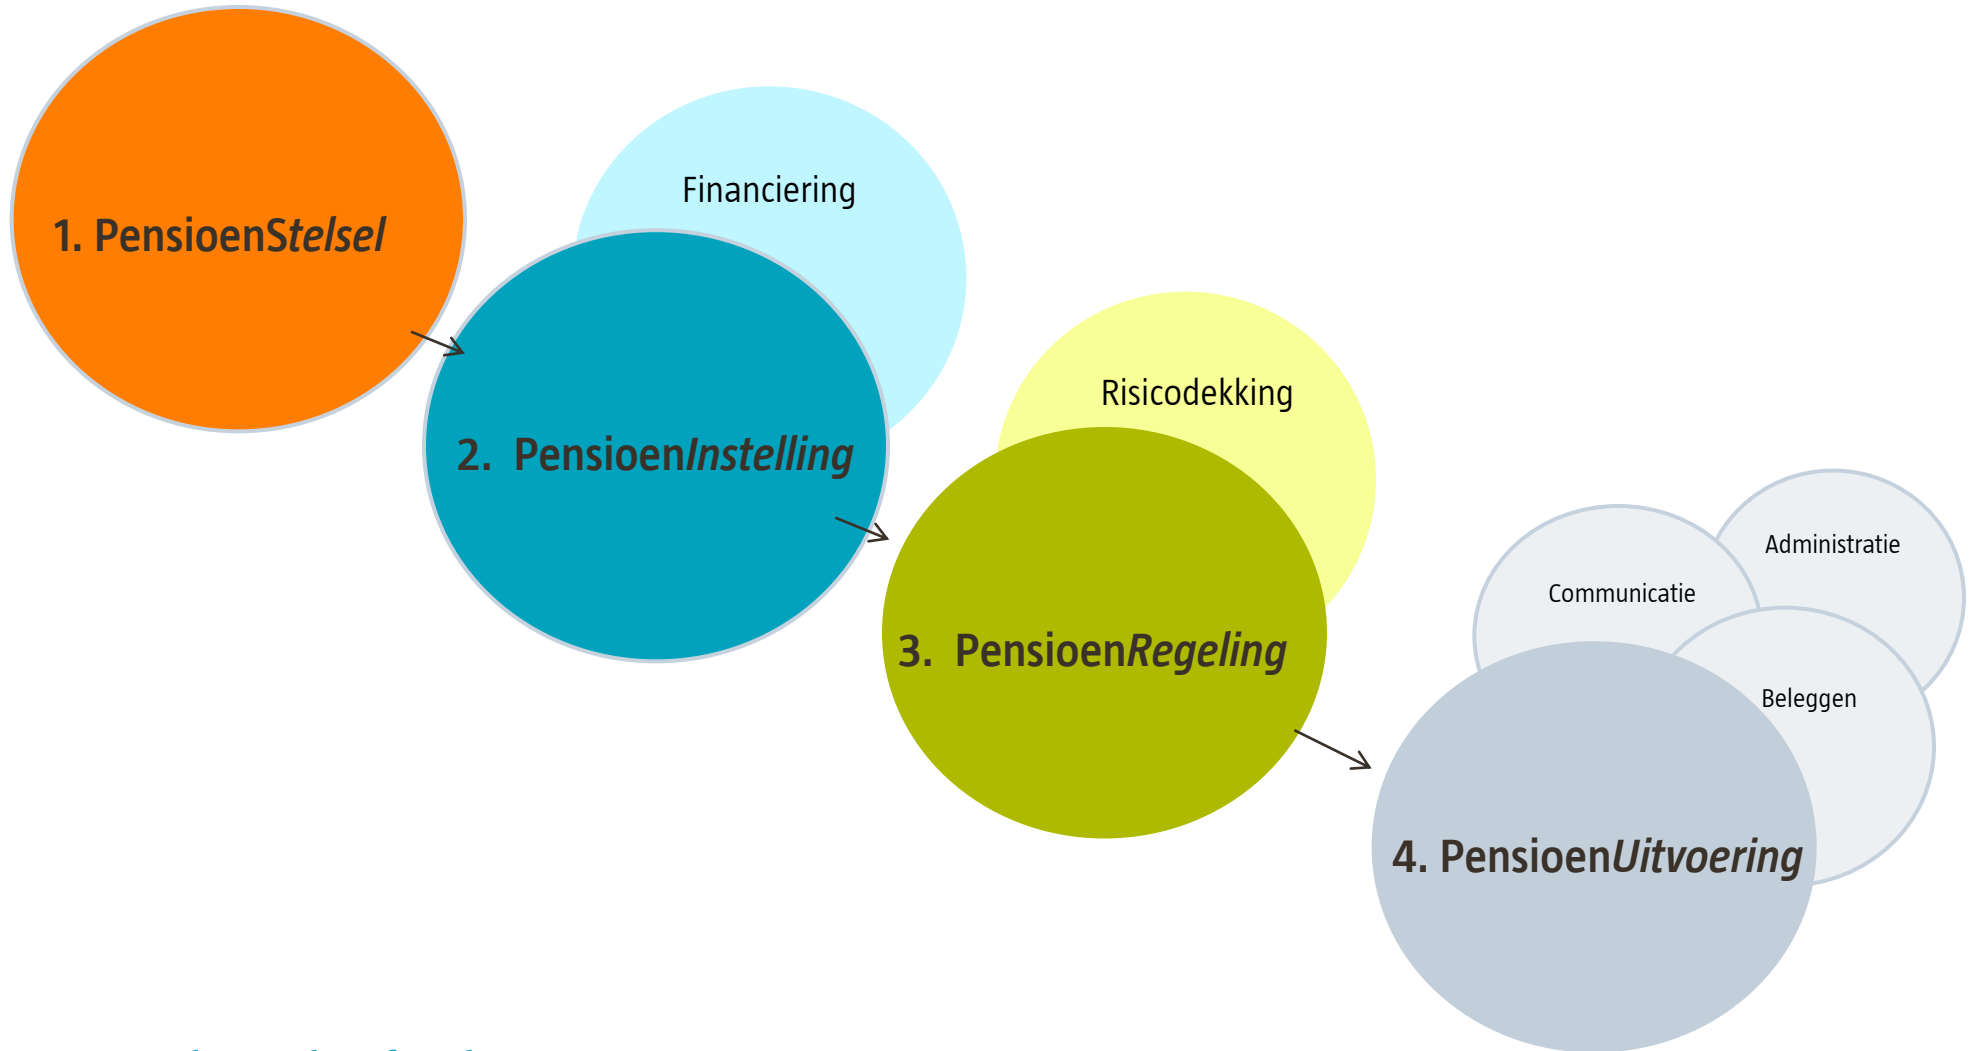 1. PensioenStelsel
Financiering
2. PensioenInstelling
Risicodekking
3. PensioenRegeling
Administratie
Communicatie
Beleggen
4. PensioenUitvoering